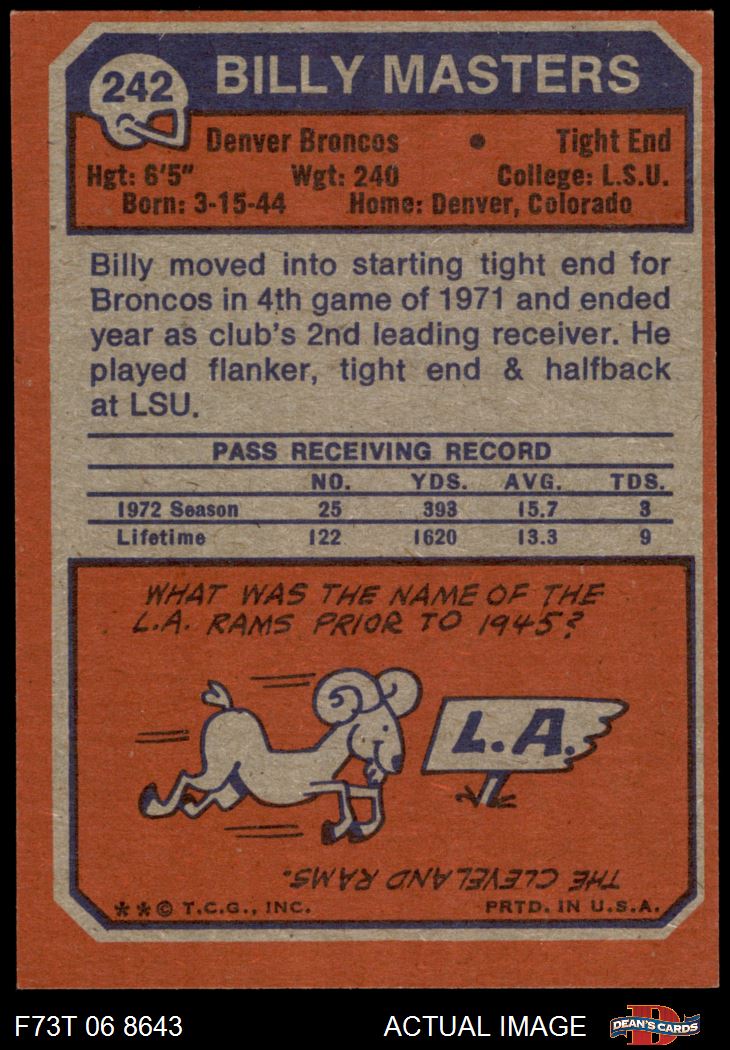 242
BILLY MASTERS
Denver Broncos • Tight End
Hgt: 6'5" Wgt: 240 College: L.S.U.
Born: 3-15-44 Home: Denver, Colorado
Billy moved into starting tight end for
Broncos in 4th game of 1971 and ended
year as club's 2nd leading receiver. He
played flanker, tight end & halfback
at LSU.
PASS RECEIVING RECORD
NO. YDS. AVG. TDS.
1972 Season 25 393 15.7 3
Lifetime 122 1620 13.3 9
WHAT WAS THE NAME OF THE
L.A. RAMS PRIOR TO 1945?
L.A.
THE CLEVELAND RAMS.
**© T.C.G., INC. PRTD. IN U.S.A.
F73T 06 8643 ACTUAL IMAGE
D
DEAN'S CARDS